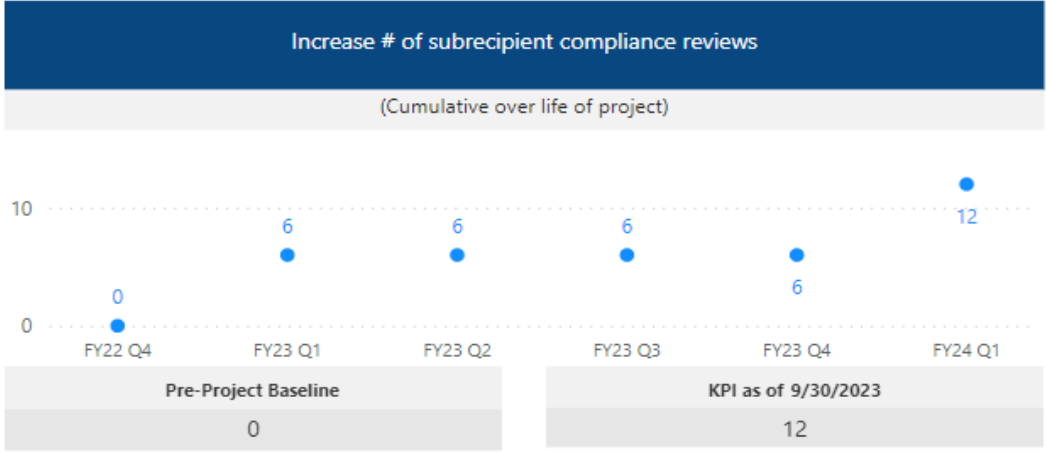 Increase # of subrecipient compliance reviews
(Cumulative over life of project)
10
12
6 6 6
6
0
0
FY22 Q4 FY23 Q1 FY23 Q2 FY23 Q3 FY23 Q4 FY24 Q1
Pre-Project Baseline KPI as of 9/30/2023
0 12